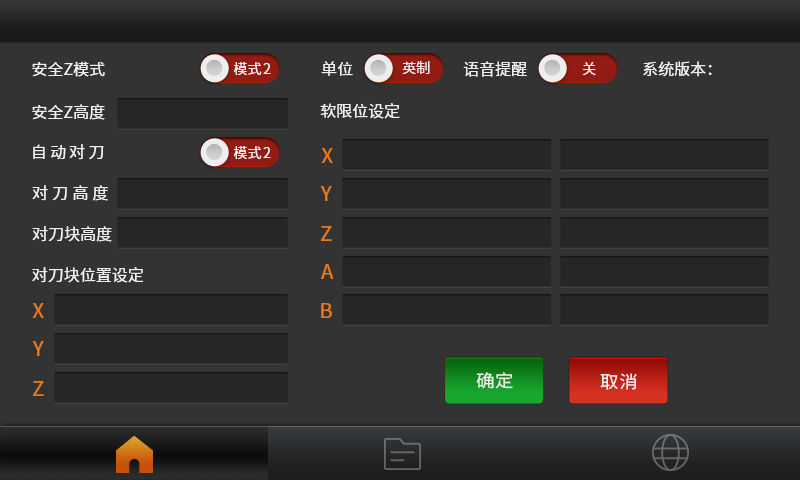 安全Z模式 模式2 单位 英制 语音提醒 关 系统版本：
安全Z高度 软限位设定
自动对刀 模式2 X
对刀高度 Y
对刀块高度 Z
对刀块位置设定 A
X B
Y
Z 确定 取消